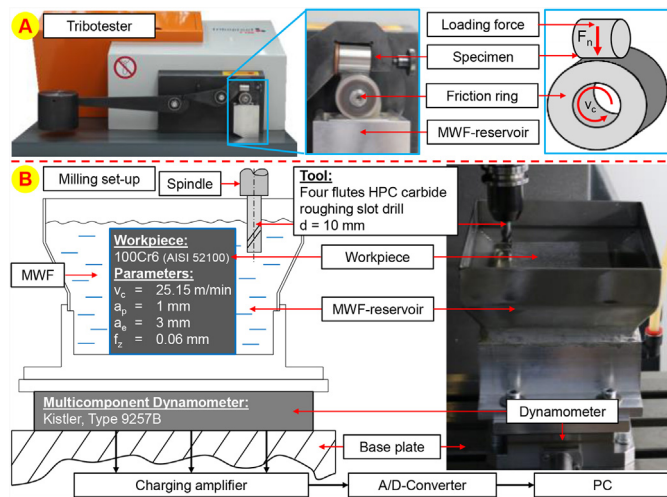 A
Tribotester
Loading force
Fn
Specimen
Friction ring
vc
MWF-reservoir
B
Milling set-up
Spindle
Tool:
Four flutes HPC carbide
roughing slot drill
d = 10 mm
MWF
Workpiece:
100Cr6 (AISI 52100)
Parameters:
vc = 25.15 m/min
ap = 1 mm
ae = 3 mm
fz = 0.06 mm
Workpiece
MWF-reservoir
Multicomponent Dynamometer:
Kistler, Type 9257B
Dynamometer
Base plate
Charging amplifier
A/D-Converter
PC